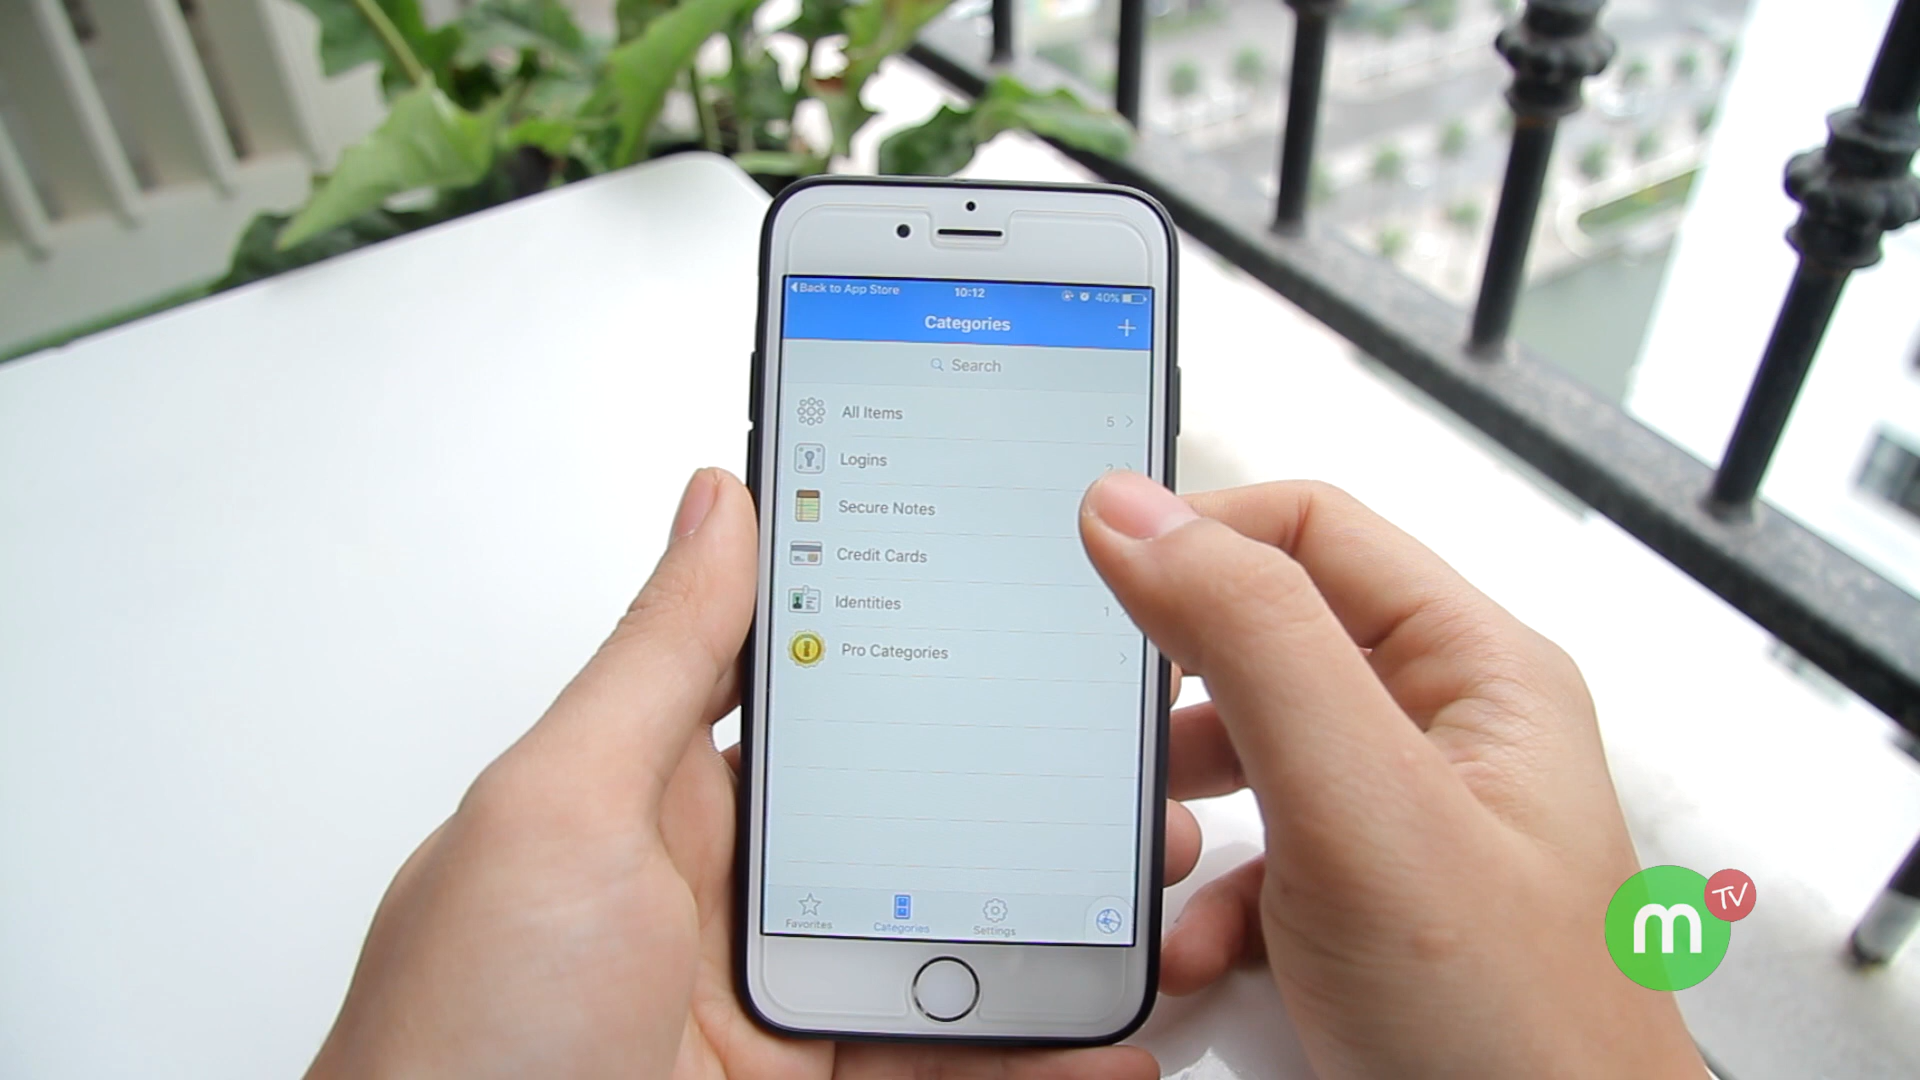 Back to App Store 10:12 40%
Categories
Search
All Items 5
Logins
Secure Notes
Credit Cards
Identities 1
Pro Categories
Favorites Categories Settings
m TV